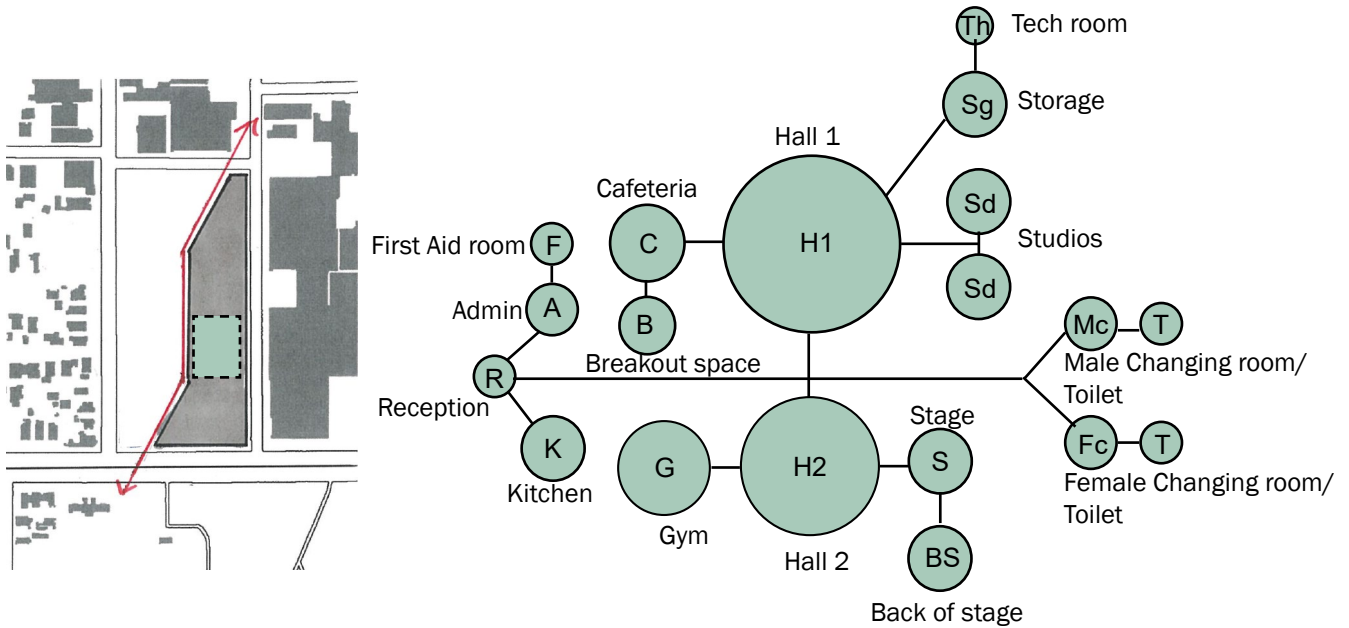 Th
Tech room
Sg
Storage
Hall 1
Cafeteria
Sd
C
H1
First Aid room
F
Studios
Sd
Admin
A
B
Mc
T
Breakout space
Male Changing room/
Toilet
R
Reception
Stage
K
Kitchen
G
H2
S
Fc
T
Female Changing room/
Toilet
Gym
Hall 2
BS
Back of stage